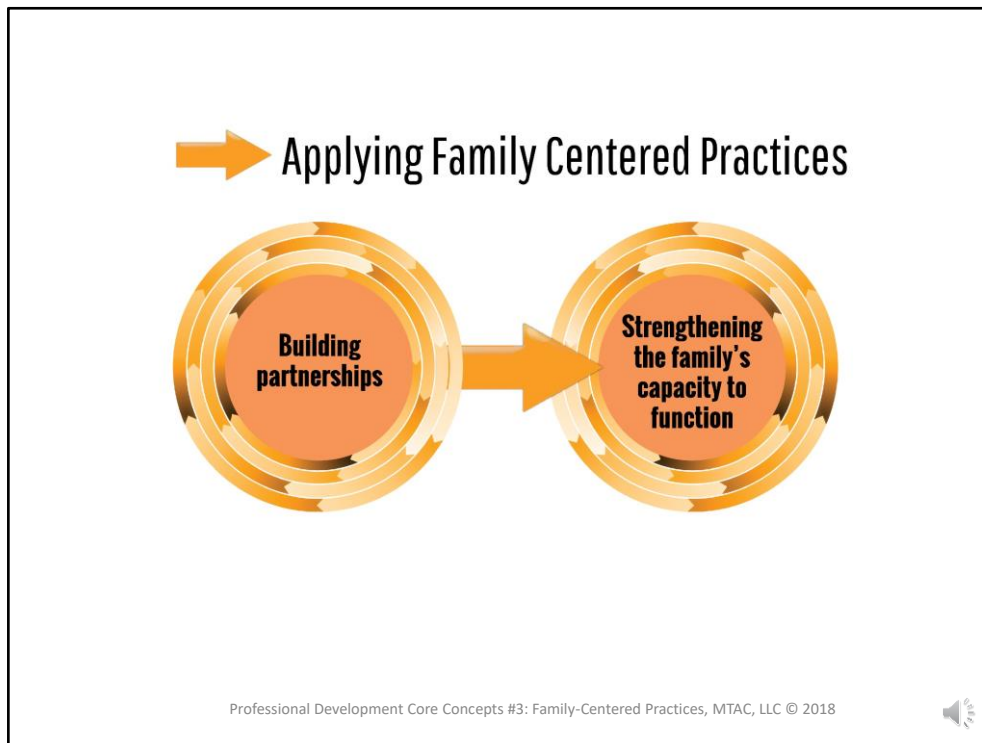 Applying Family Centered Practices
Building
partnerships
Strengthening
the family's
capacity to
function
Professional Development Core Concepts #3: Family-Centered Practices, MTAC, LLC © 2018